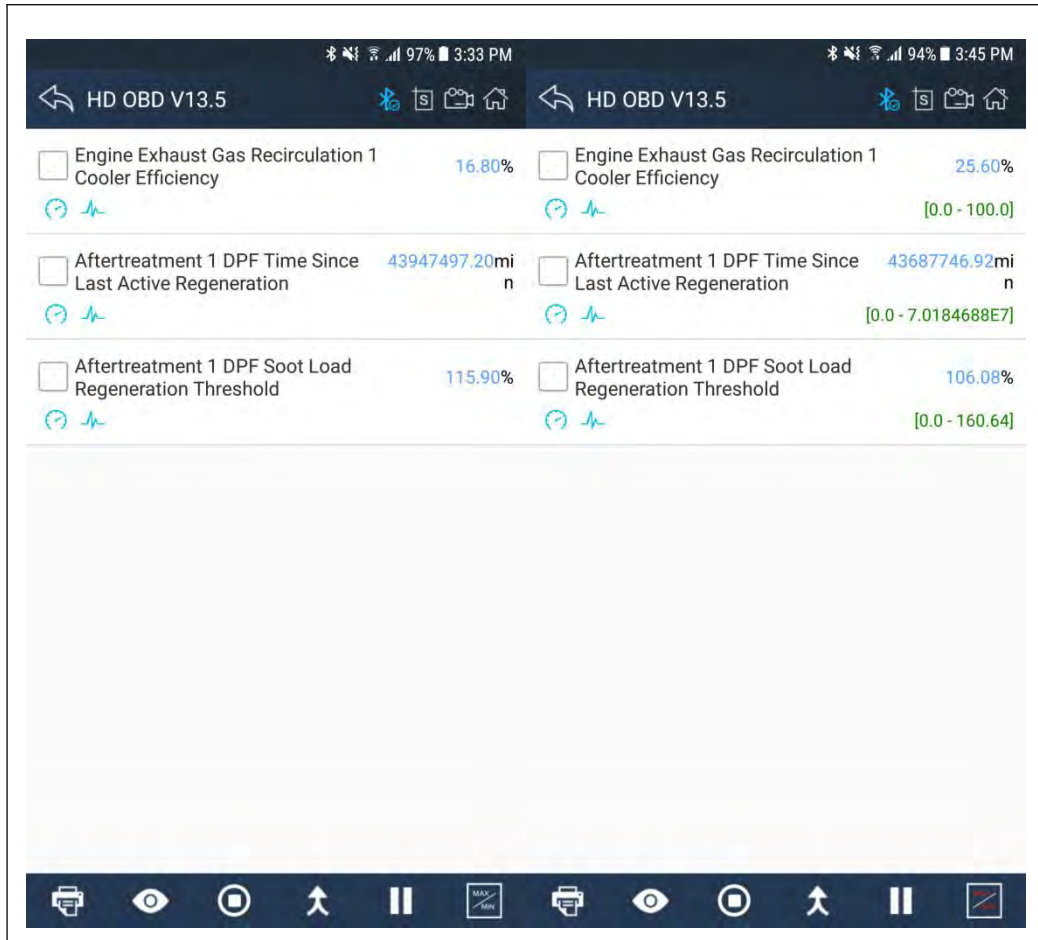 97% 3:33 PM
HD OBD V13.5
Engine Exhaust Gas Recirculation 1
Cooler Efficiency
16.80%
Aftertreatment 1 DPF Time Since
Last Active Regeneration
43947497.20mi
n
Aftertreatment 1 DPF Soot Load
Regeneration Threshold
115.90%
MAX
MIN
94% 3:45 PM
HD OBD V13.5
Engine Exhaust Gas Recirculation 1
Cooler Efficiency
25.60%
[0.0 - 100.0]
Aftertreatment 1 DPF Time Since
Last Active Regeneration
43687746.92mi
n
[0.0 - 7.0184688E7]
Aftertreatment 1 DPF Soot Load
Regeneration Threshold
106.08%
[0.0 - 160.64]